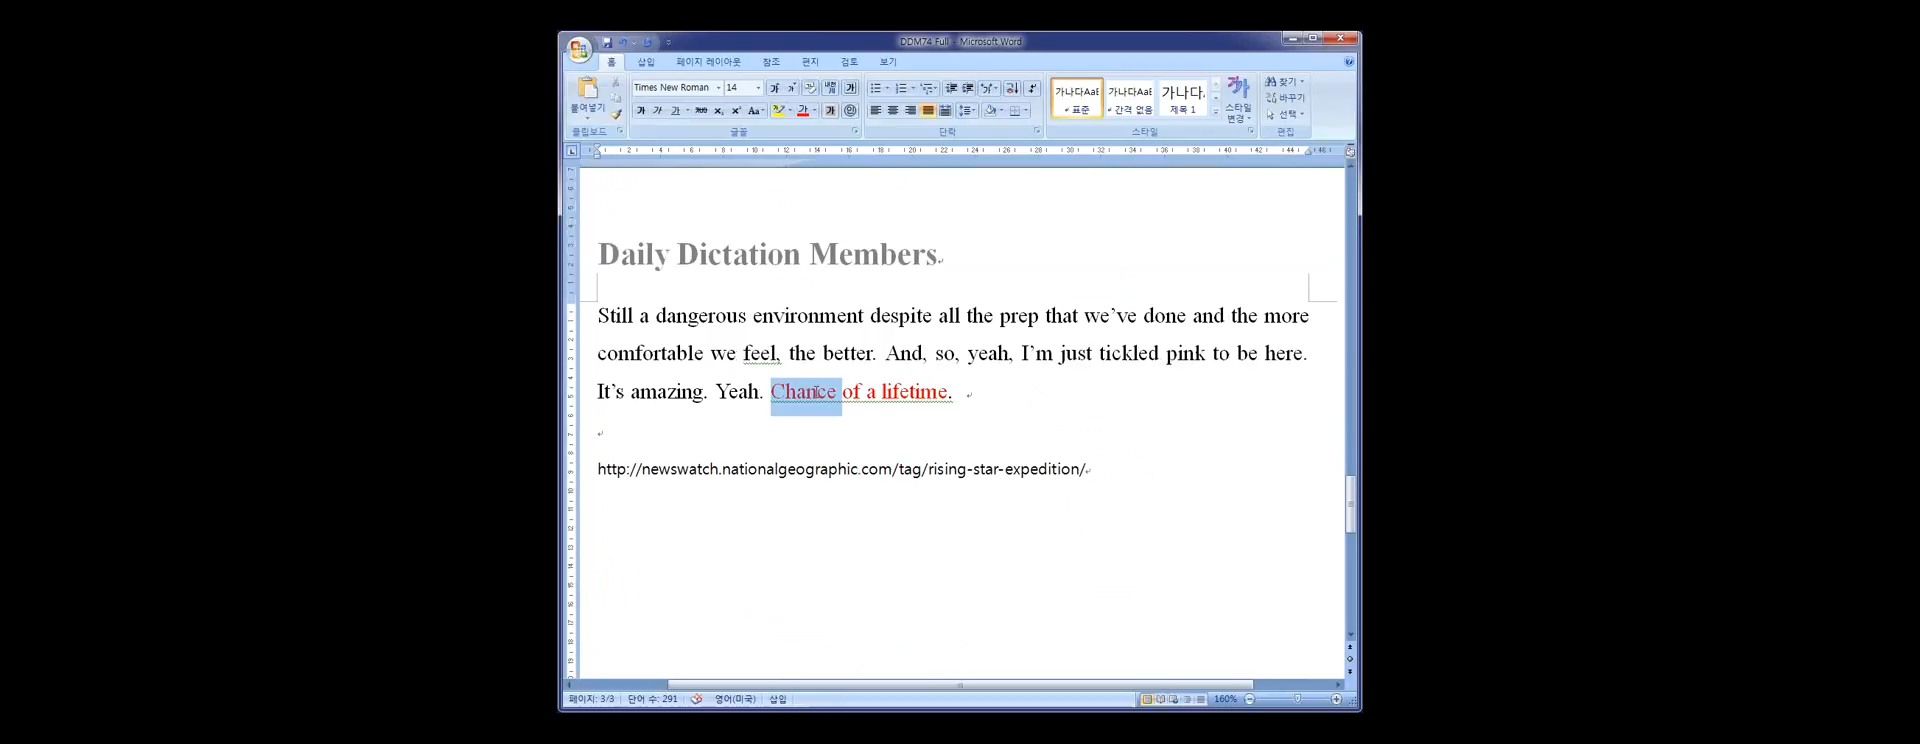 DDM74 Full - Microsoft Word
홈 삽입 페이지 레이아웃 참조 편지 검토 보기
붙여넣기
Times New Roman 14
가나다AaB 가나다AaB 가나다.
표준 간격 없음 제목 1
스타일 변경
찾기
바꾸기
선택
클립보드 글꼴 단락 스타일 편집
Daily Dictation Members
Still a dangerous environment despite all the prep that we’ve done and the more
comfortable we feel, the better. And, so, yeah, I’m just tickled pink to be here.
It’s amazing. Yeah. Chance of a lifetime.
http://newswatch.nationalgeographic.com/tag/rising-star-expedition/
페이지: 3/3 단어 수: 291 영어(미국) 삽입 160%